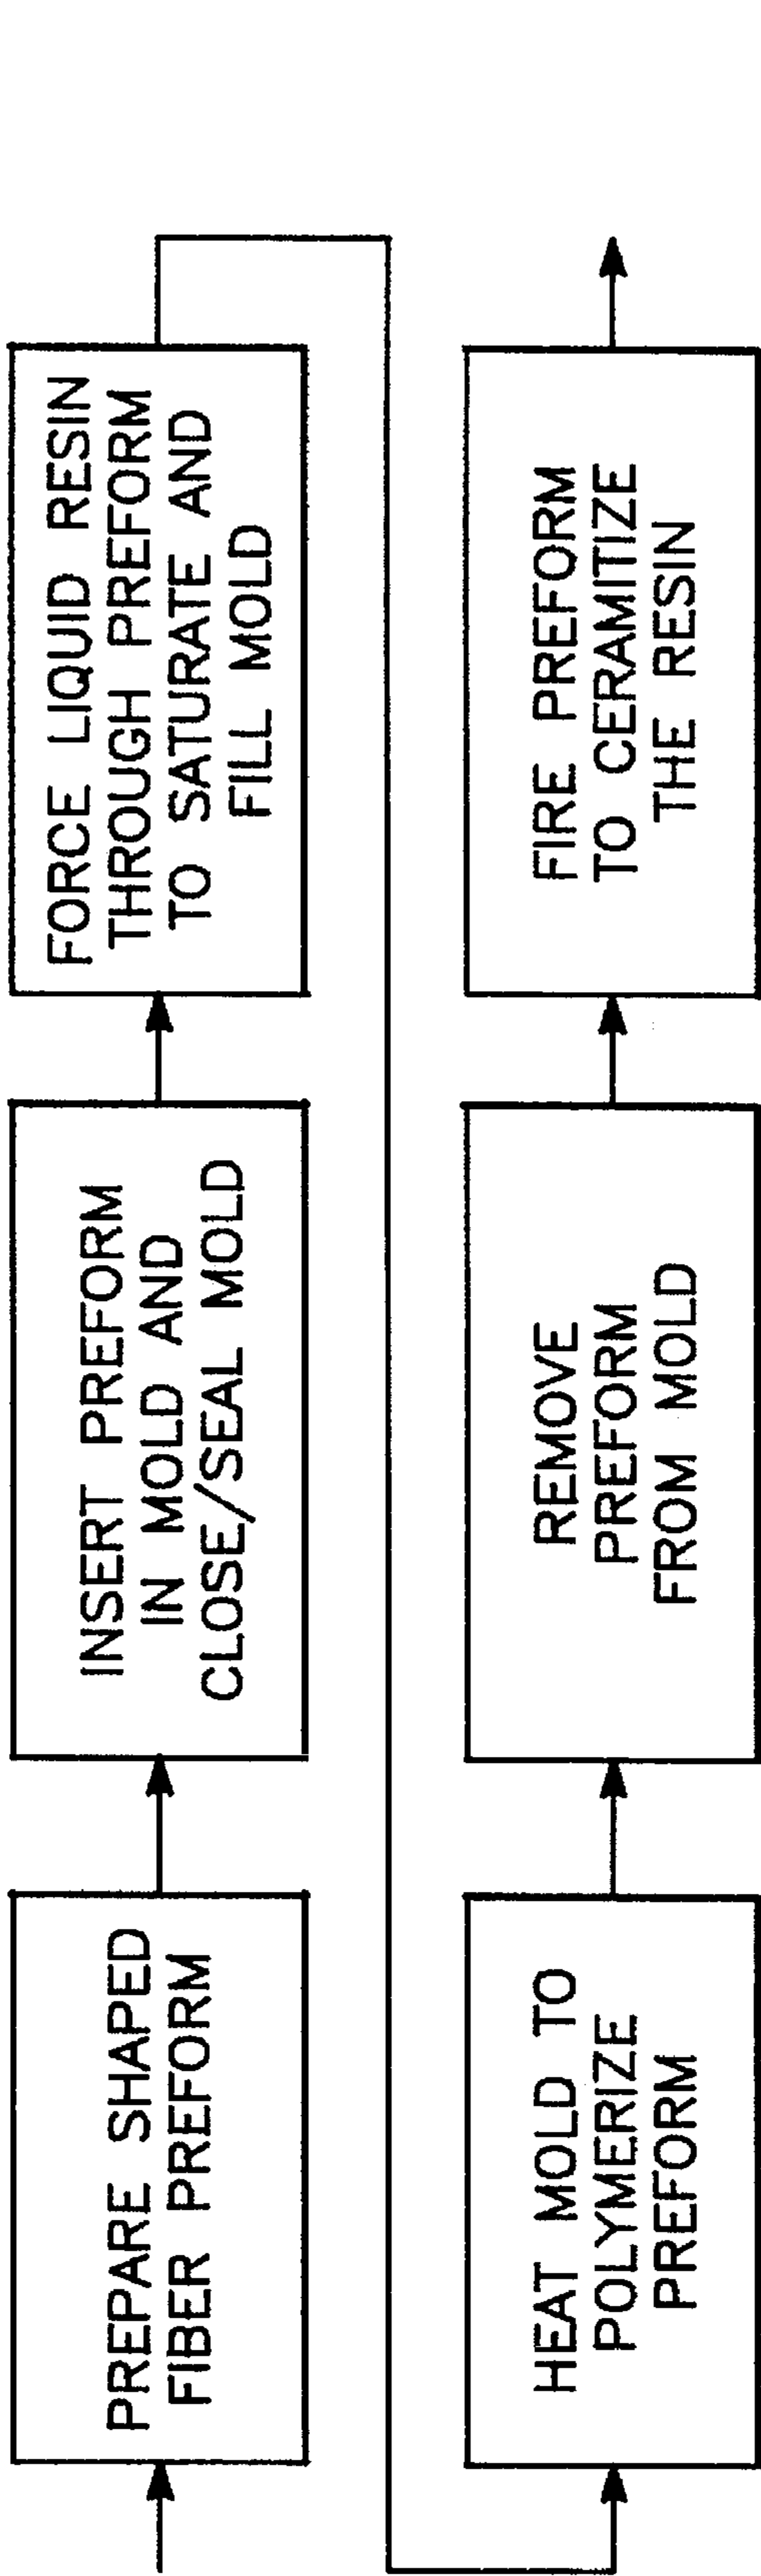 PREPARE SHAPED
FIBER PREFORM
INSERT PREFORM
IN MOLD AND
CLOSE/SEAL MOLD
FORCE LIQUID RESIN
THROUGH PREFORM
TO SATURATE AND
FILL MOLD
HEAT MOLD TO
POLYMERIZE
PREFORM
REMOVE
PREFORM
FROM MOLD
FIRE PREFORM
TO CERAMITIZE
THE RESIN